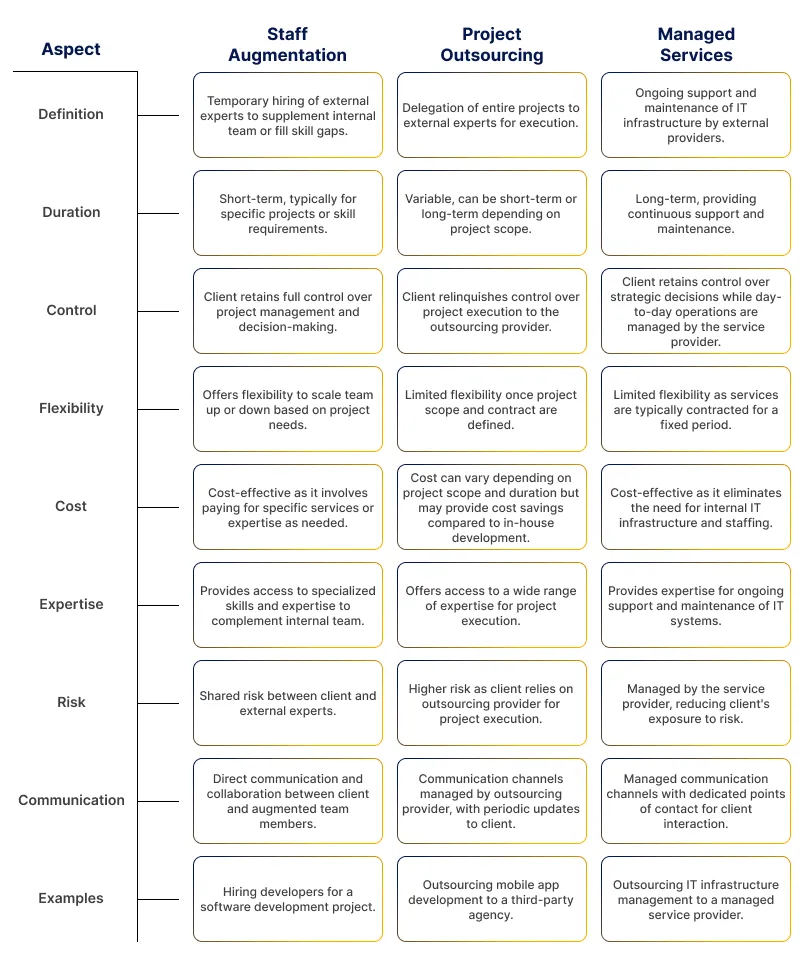 Aspect
Staff
Augmentation
Project
Outsourcing
Managed
Services
Definition
Temporary hiring of external
experts to supplement internal
team or fill skill gaps.
Delegation of entire projects to
external experts for execution.
Ongoing support and
maintenance of IT
infrastructure by external
providers.
Duration
Short-term, typically for
specific projects or skill
requirements.
Variable, can be short-term or
long-term depending on
project scope.
Long-term, providing
continuous support and
maintenance.
Control
Client retains full control over
project management and
decision-making.
Client relinquishes control over
project execution to the
outsourcing provider.
Client retains control over
strategic decisions while day-
to-day operations are
managed by the service
provider.
Flexibility
Offers flexibility to scale team
up or down based on project
needs.
Limited flexibility once project
scope and contract are
defined.
Limited flexibility as services
are typically contracted for a
fixed period.
Cost
Cost-effective as it involves
paying for specific services or
expertise as needed.
Cost can vary depending on
project scope and duration but
may provide cost savings
compared to in-house
development.
Cost-effective as it eliminates
the need for internal IT
infrastructure and staffing.
Expertise
Provides access to specialized
skills and expertise to
complement internal team.
Offers access to a wide range
of expertise for project
execution.
Provides expertise for ongoing
support and maintenance of IT
systems.
Risk
Shared risk between client and
external experts.
Higher risk as client relies on
outsourcing provider for
project execution.
Managed by the service
provider, reducing client's
exposure to risk.
Communication
Direct communication and
collaboration between client
and augmented team
members.
Communication channels
managed by outsourcing
provider, with periodic updates
to client.
Managed communication
channels with dedicated points
of contact for client
interaction.
Examples
Hiring developers for a
software development project.
Outsourcing mobile app
development to a third-party
agency.
Outsourcing IT infrastructure
management to a managed
service provider.